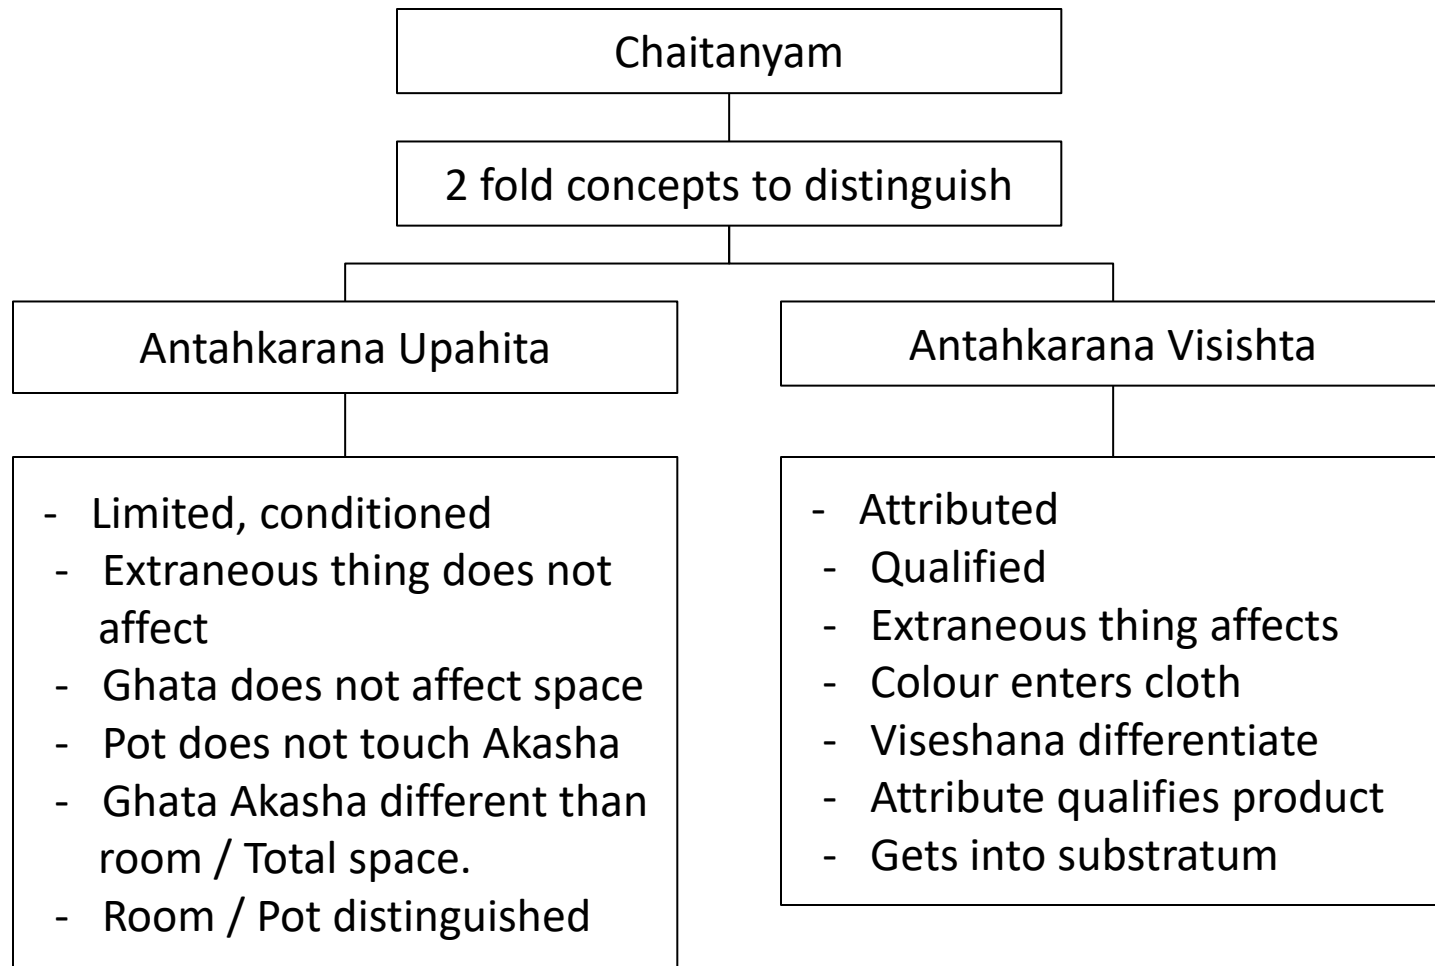 Chaitanyam
2 fold concepts to distinguish
Antahkarana Upahita
Antahkarana Visishta
- Limited, conditioned
- Extraneous thing does not
affect
- Ghata does not affect space
- Pot does not touch Akasha
- Ghata Akasha different than
room / Total space.
- Room / Pot distinguished
- Attributed
- Qualified
- Extraneous thing affects
- Colour enters cloth
- Viseshana differentiate
- Attribute qualifies product
- Gets into substratum